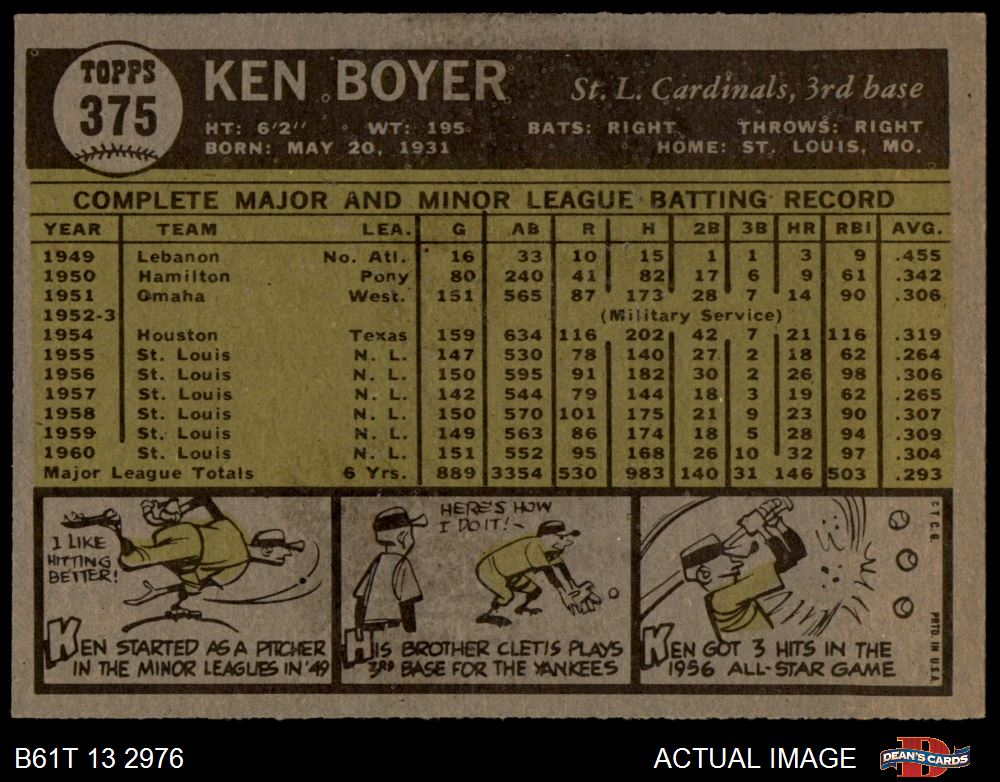 TOPPS
375
KEN BOYER
St. L. Cardinals, 3rd base
HT: 6'2" WT: 195 BATS: RIGHT THROWS: RIGHT
BORN: MAY 20, 1931 HOME: ST. LOUIS, MO.
COMPLETE MAJOR AND MINOR LEAGUE BATTING RECORD
YEAR TEAM LEA. G AB R H 2B 3B HR RBI AVG.
1949 Lebanon No. Atl. 16 33 10 15 1 1 3 9 .455
1950 Hamilton Pony 80 240 41 82 17 6 9 61 .342
1951 Omaha West. 151 565 87 173 28 7 14 90 .306
1952-3 (Military Service)
1954 Houston Texas 159 634 116 202 42 7 21 116 .319
1955 St. Louis N. L. 147 530 78 140 27 2 18 62 .264
1956 St. Louis N. L. 150 595 91 182 30 2 26 98 .306
1957 St. Louis N. L. 142 544 79 144 18 3 19 62 .265
1958 St. Louis N. L. 150 570 101 175 21 9 23 90 .307
1959 St. Louis N. L. 149 563 86 174 18 5 28 94 .309
1960 St. Louis N. L. 151 552 95 168 26 10 32 97 .304
Major League Totals 6 Yrs. 889 3354 530 983 140 31 146 503 .293
I LIKE
HITTING
BETTER!
KEN STARTED AS A PITCHER
IN THE MINOR LEAGUES IN '49
HERE'S HOW
I DO IT!-
HIS BROTHER CLETIS PLAYS
3RD BASE FOR THE YANKEES
KEN GOT 3 HITS IN THE
1956 ALL-STAR GAME
©T.C.G.
PRTD. IN U.S.A.
B61T 13 2976
ACTUAL IMAGE
DEAN'S CARDS